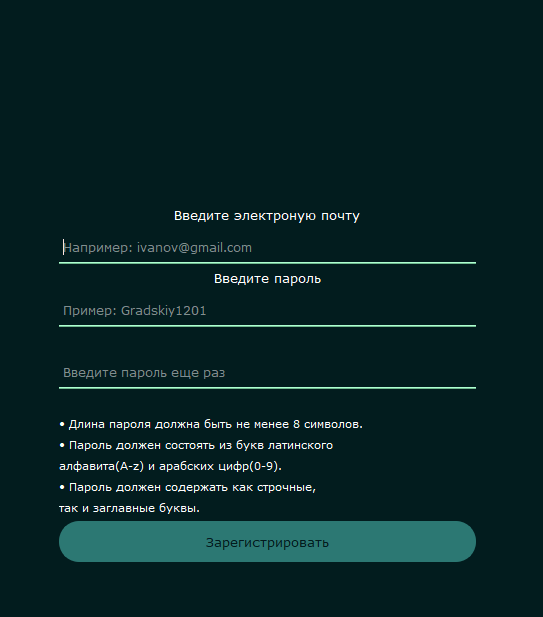 Введите электроную почту
Например: ivanov@gmail.com
Введите пароль
Пример: Gradskiy1201
Введите пароль еще раз
• Длина пароля должна быть не менее 8 символов.
• Пароль должен состоять из букв латинского
алфавита(A-z) и арабских цифр(0-9).
• Пароль должен содержать как строчные,
так и заглавные буквы.
Зарегистрировать